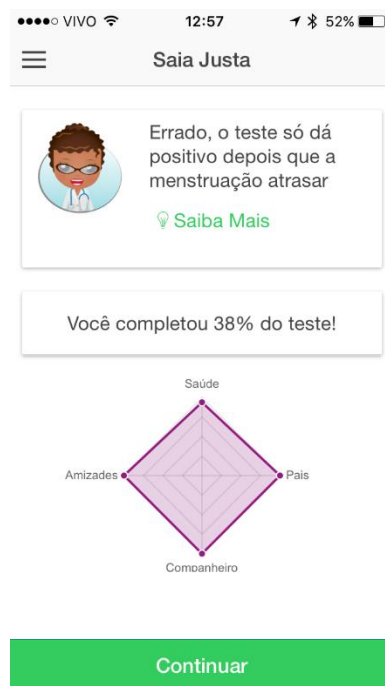 VIVO 12:57 52%
Saia Justa
Errado, o teste só dá
positivo depois que a
menstruação atrasar
Saiba Mais
Você completou 38% do teste!
Saúde
Amizades
Pais
Companheiro
Continuar